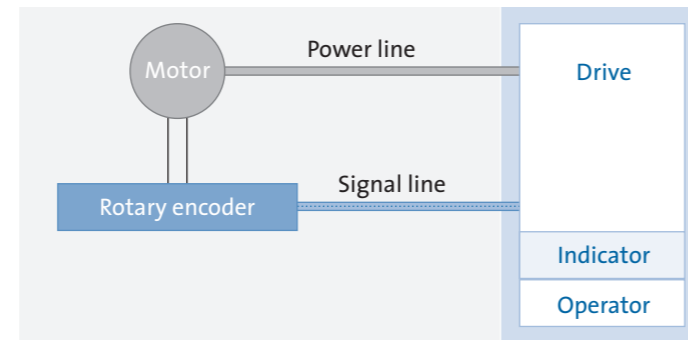 Power line
Motor
Drive
Signal line
Rotary encoder
Indicator
Operator